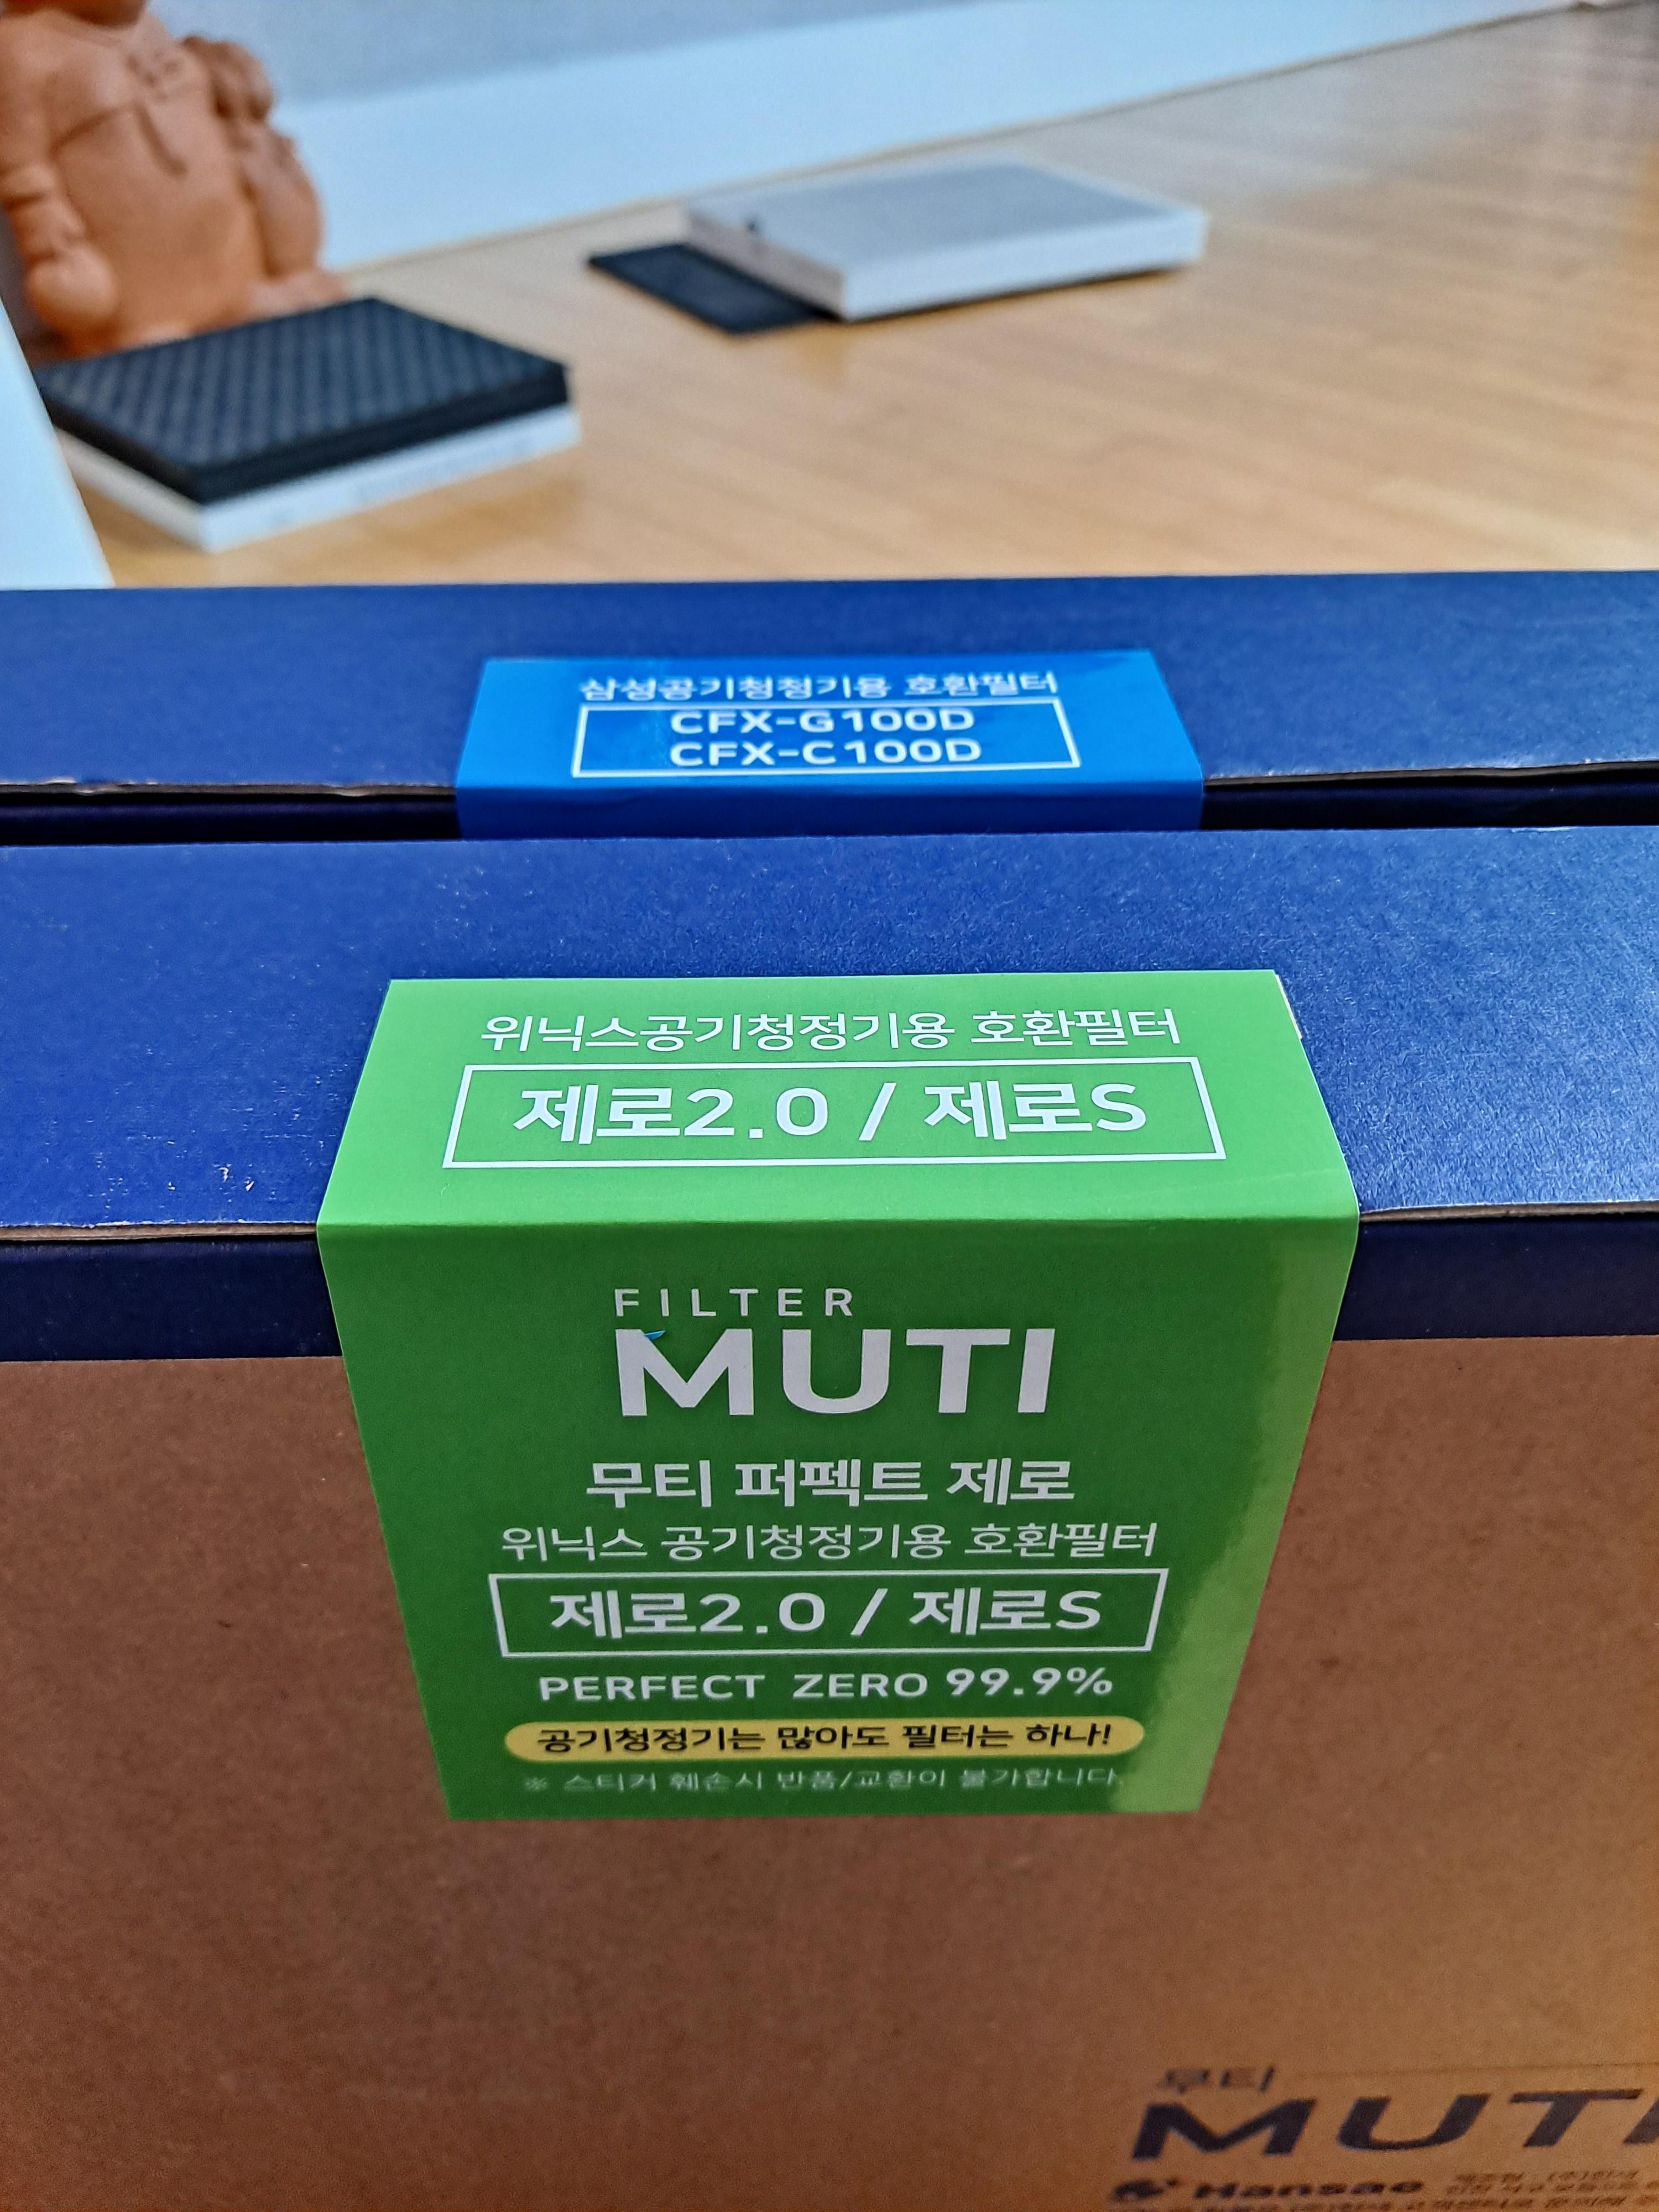 삼성공기청정기용 호환필터
CFX-G100D
CFX-C100D
위닉스공기청정기용 호환필터
제로2.0 / 제로S
FILTER
MUTI
무티 퍼펙트 제로
위닉스 공기청정기용 호환필터
제로2.0 / 제로S
PERFECT ZERO 99.9%
공기청정기는 많아도 필터는 하나!
※ 스티커 훼손시 반품/교환이 불가합니다.
무티
MUTI
Hansae